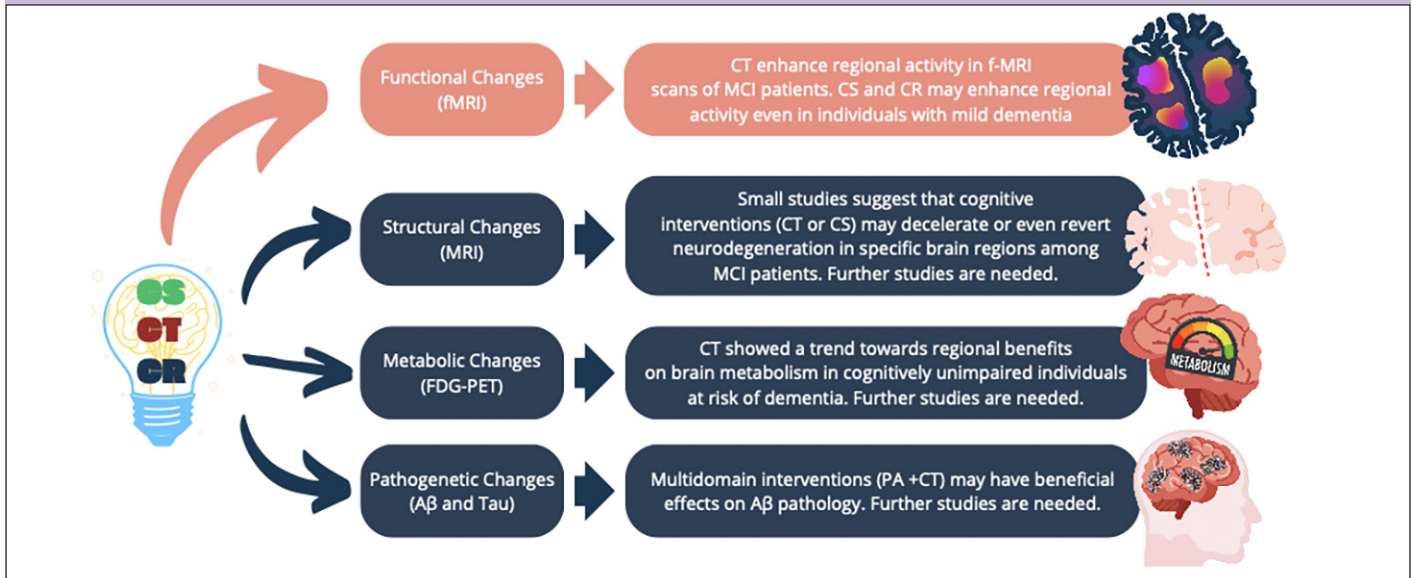 Functional Changes
(fMRI)
CT enhance regional activity in f-MRI
scans of MCI patients. CS and CR may enhance regional
activity even in individuals with mild dementia
Structural Changes
(MRI)
Small studies suggest that cognitive
interventions (CT or CS) may decelerate or even revert
neurodegeneration in specific brain regions among
MCI patients. Further studies are needed.
CS
CT
CR
Metabolic Changes
(FDG-PET)
CT showed a trend towards regional benefits
on brain metabolism in cognitively unimpaired individuals
at risk of dementia. Further studies are needed.
METABOLISM
Pathogenetic Changes
(Aβ and Tau)
Multidomain interventions (PA +CT) may have beneficial
effects on Aβ pathology. Further studies are needed.